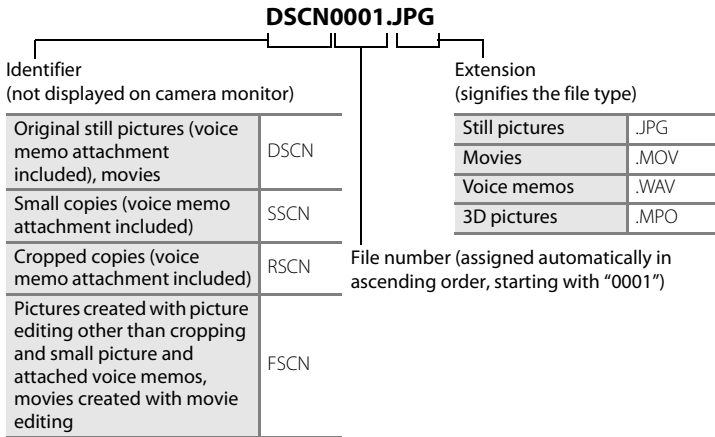 DSCN0001.JPG
Identifier
(not displayed on camera monitor)
Original still pictures (voice
memo attachment
included), movies
DSCN
Small copies (voice memo
attachment included)
SSCN
Cropped copies (voice
memo attachment included)
RSCN
Pictures created with picture
editing other than cropping
and small picture and
attached voice memos,
movies created with movie
editing
FSCN
Extension
(signifies the file type)
Still pictures .JPG
Movies .MOV
Voice memos .WAV
3D pictures .MPO
File number (assigned automatically in
ascending order, starting with “0001”)